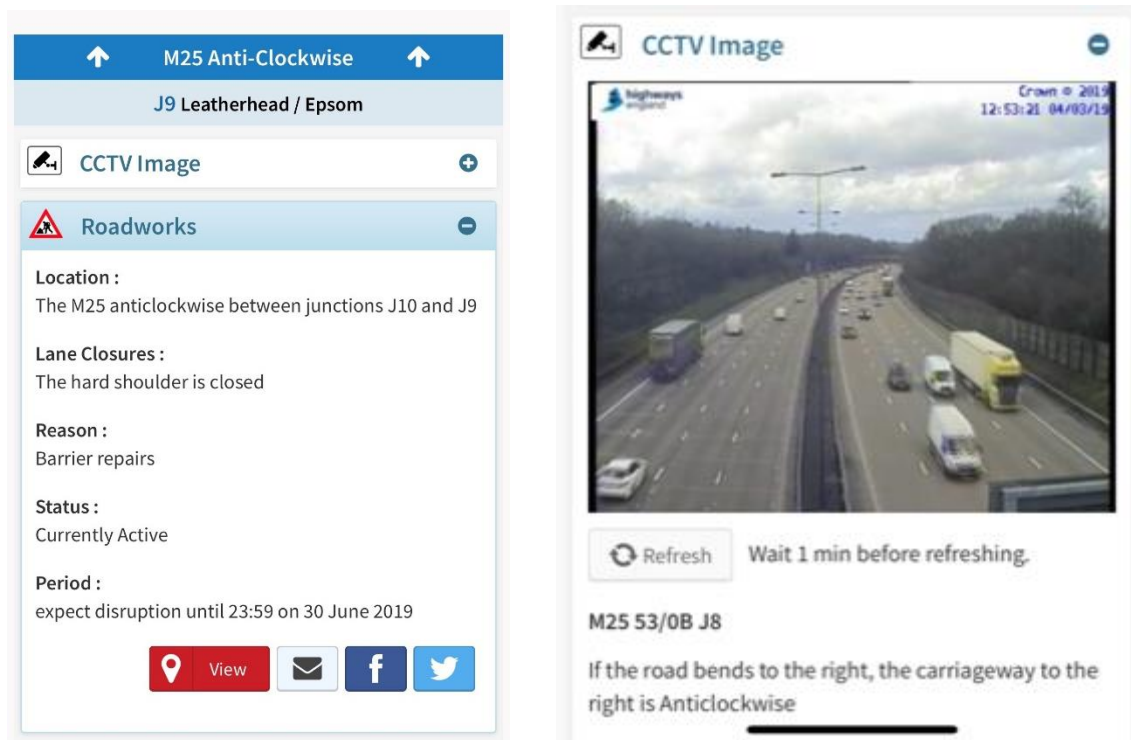 M25 Anti-Clockwise
J9 Leatherhead / Epsom
CCTV Image
Roadworks
Location :
The M25 anticlockwise between junctions J10 and J9
Lane Closures :
The hard shoulder is closed
Reason :
Barrier repairs
Status :
Currently Active
Period :
expect disruption until 23:59 on 30 June 2019
View
CCTV Image
highways
england
Crown © 2019
12:53:21 04/03/19
Refresh
Wait 1 min before refreshing.
M25 53/0B J8
If the road bends to the right, the carriageway to the
right is Anticlockwise